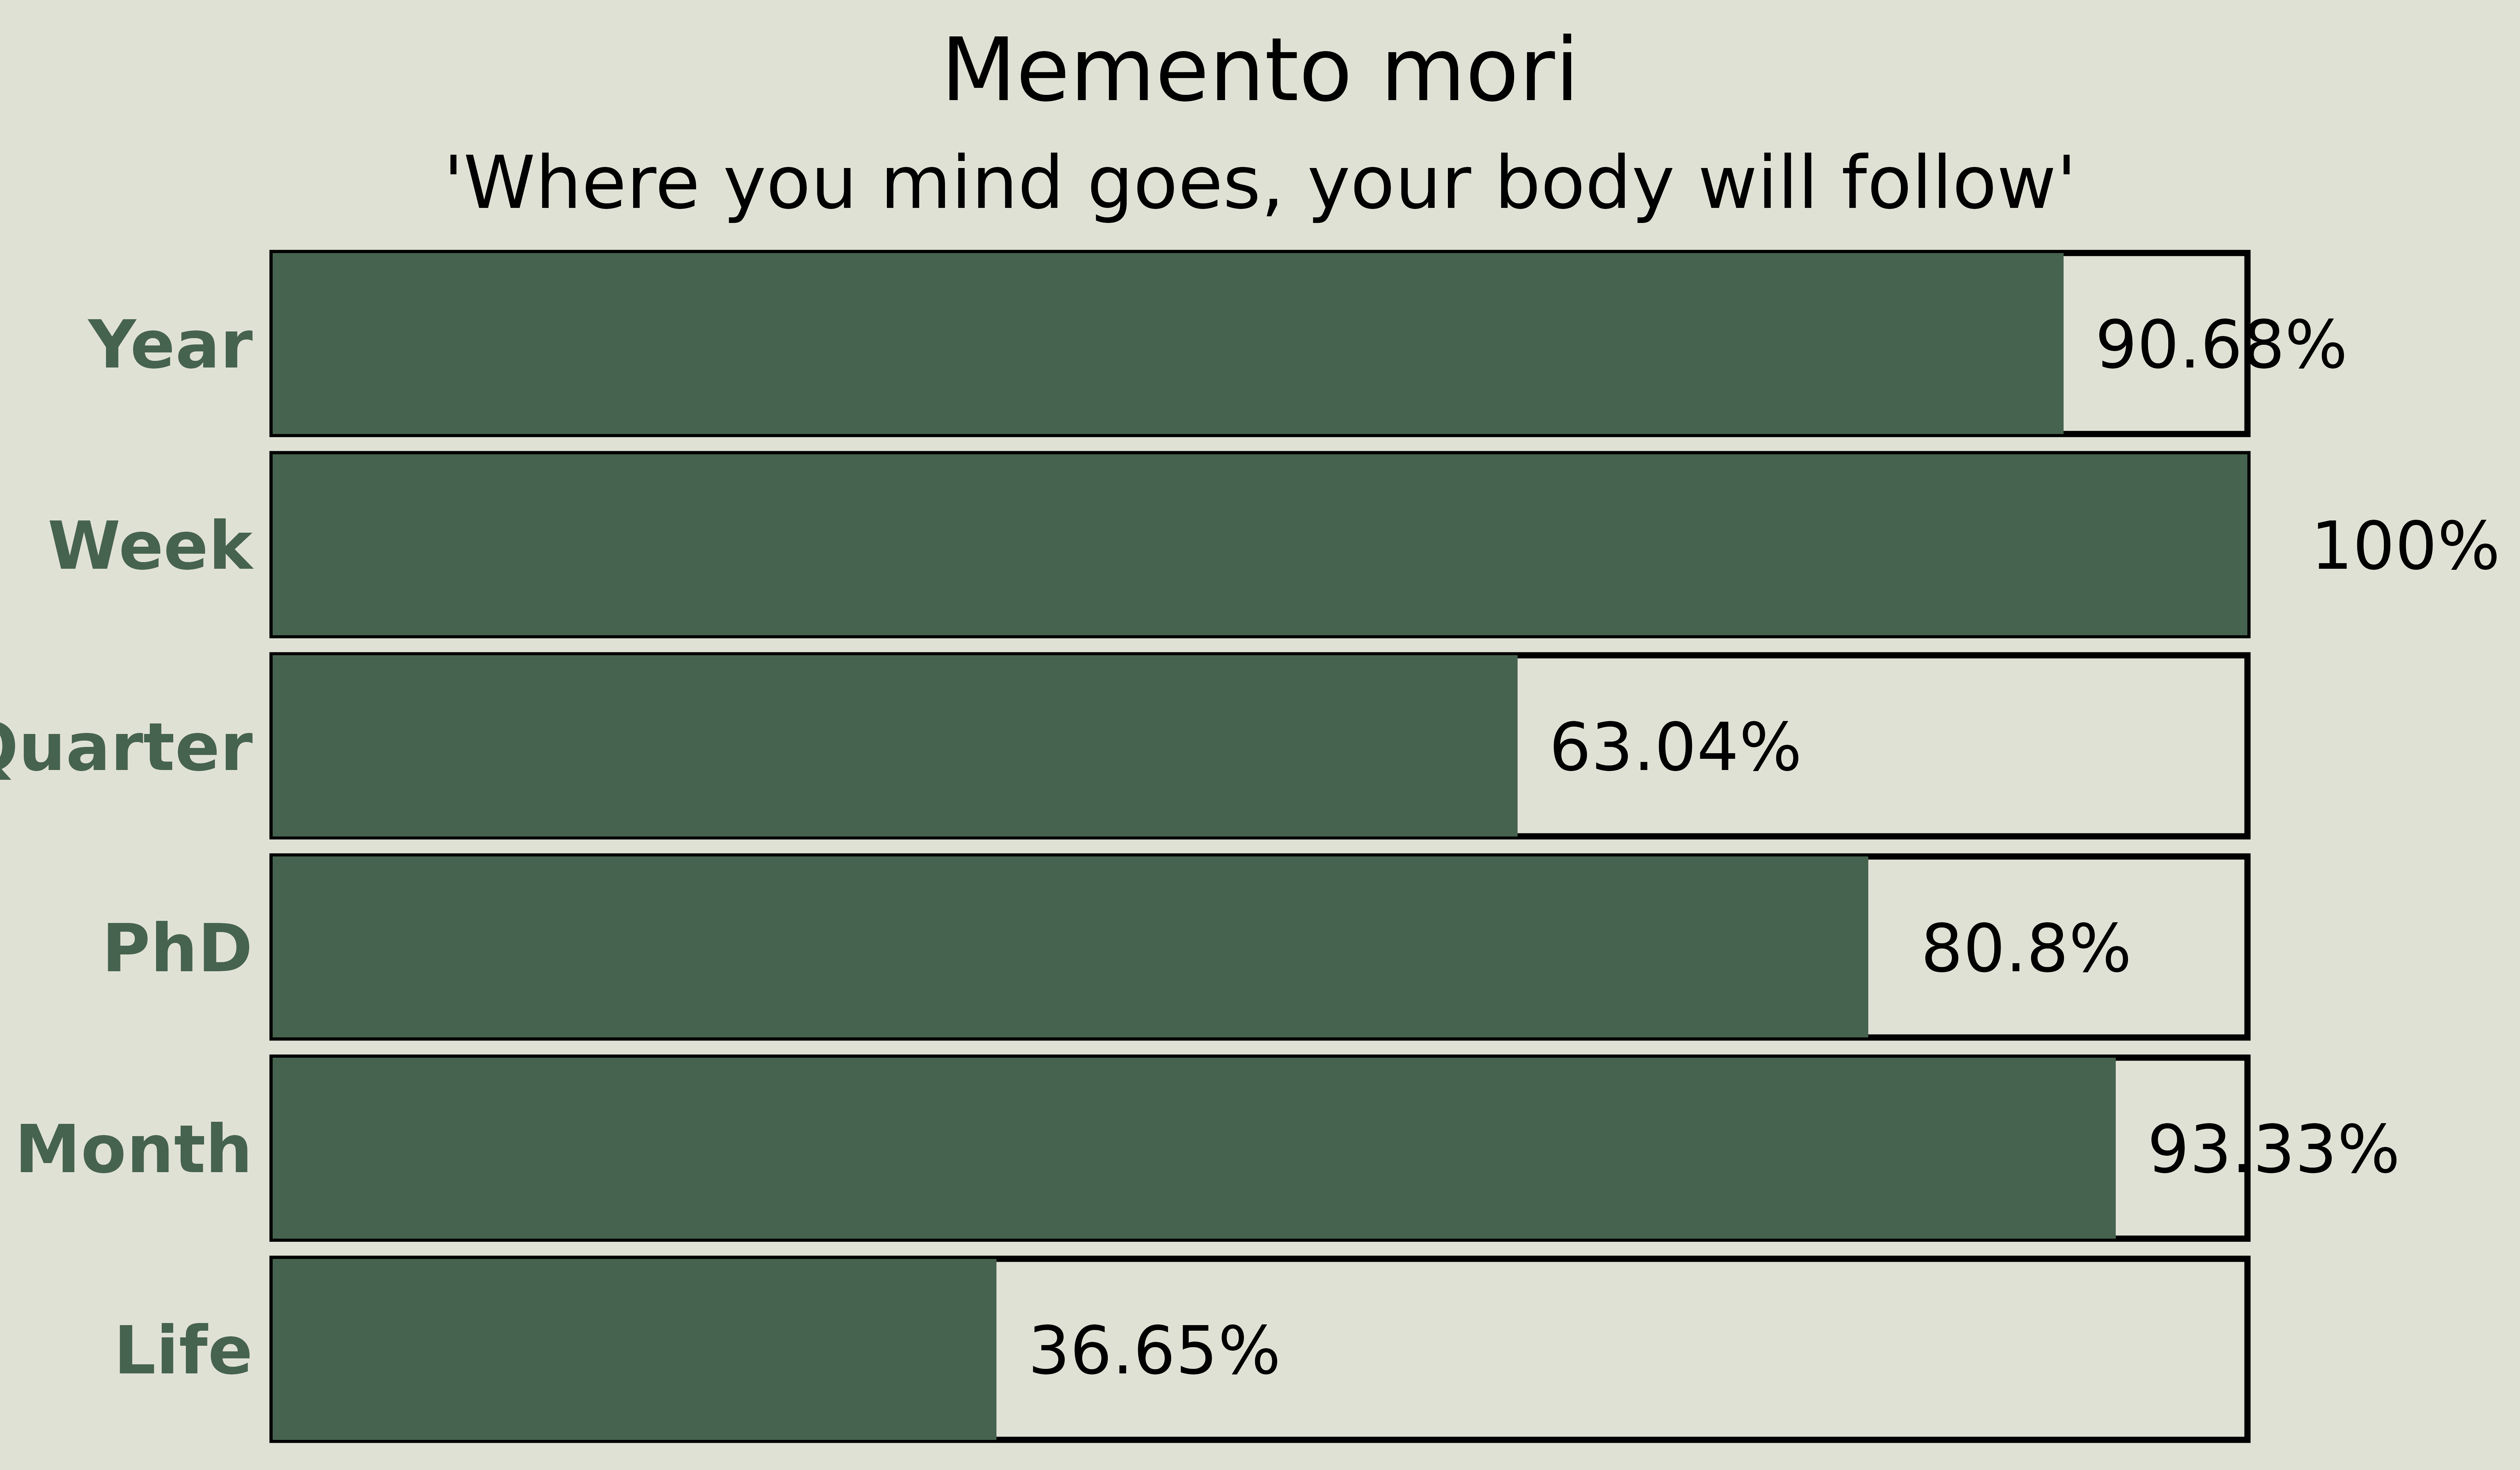 Memento mori
'Where you mind goes, your body will follow'
Year 90.68%
Week 100%
Quarter 63.04%
PhD 80.8%
Month 93.33%
Life 36.65%